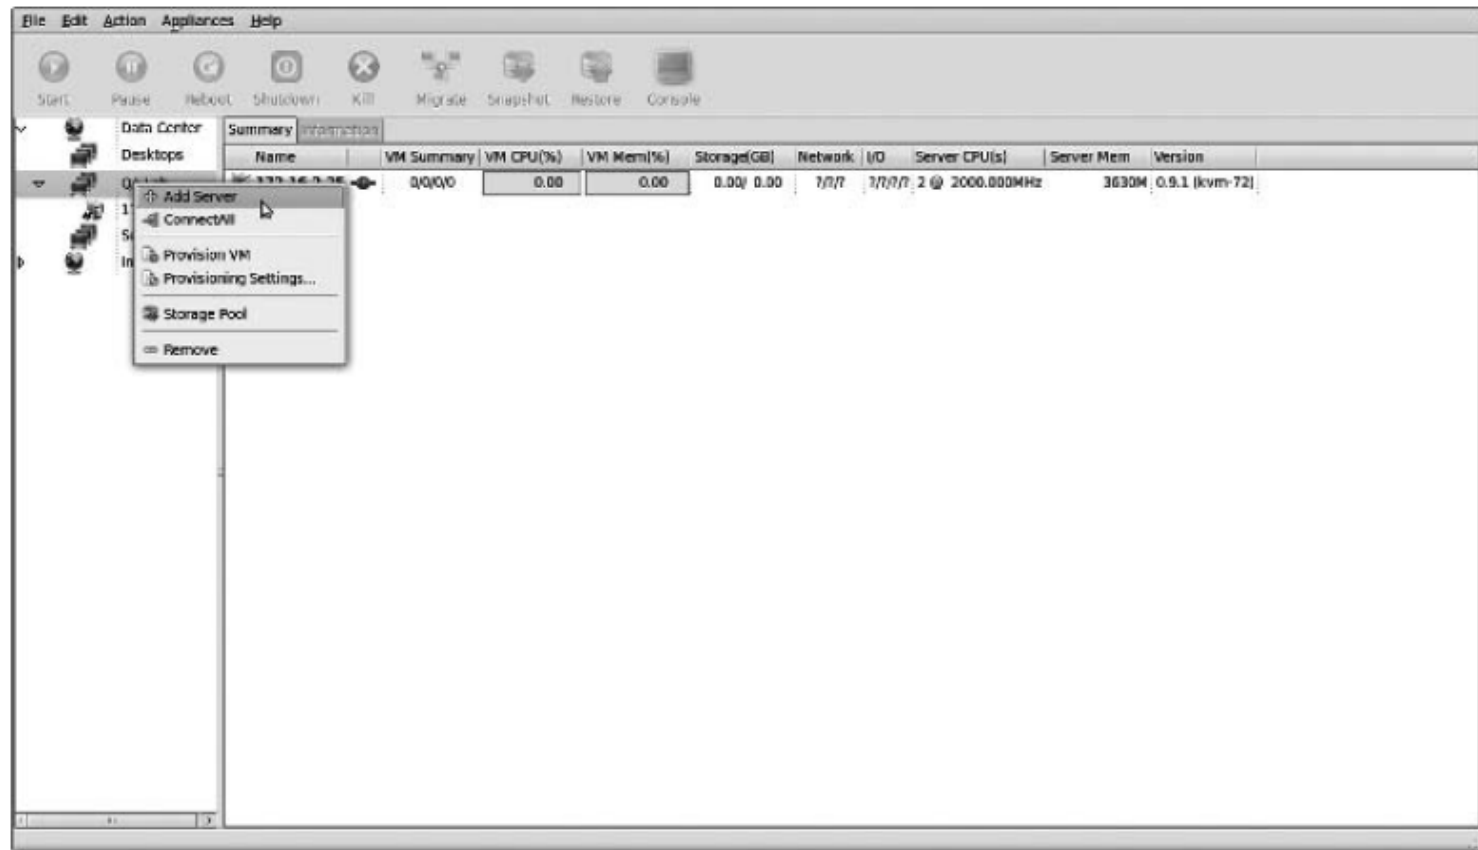 File Edit Action Appliances Help
Start Pause Reboot Shutdown Kill Migrate Snapshot Restore Console
Data Center
Desktops
Summary Information
Name VM Summary VM CPU(%) VM Mem(%) Storage(GB) Network I/O Server CPU(s) Server Mem Version
0/0/0/0 0.00 0.00 0.00/ 0.00 ?/?/? ?/?/?/? 2 @ 2000.000MHz 3630M 0.9.1 (kvm-72)
Add Server
ConnectAll
Provision VM
Provisioning Settings...
Storage Pool
Remove